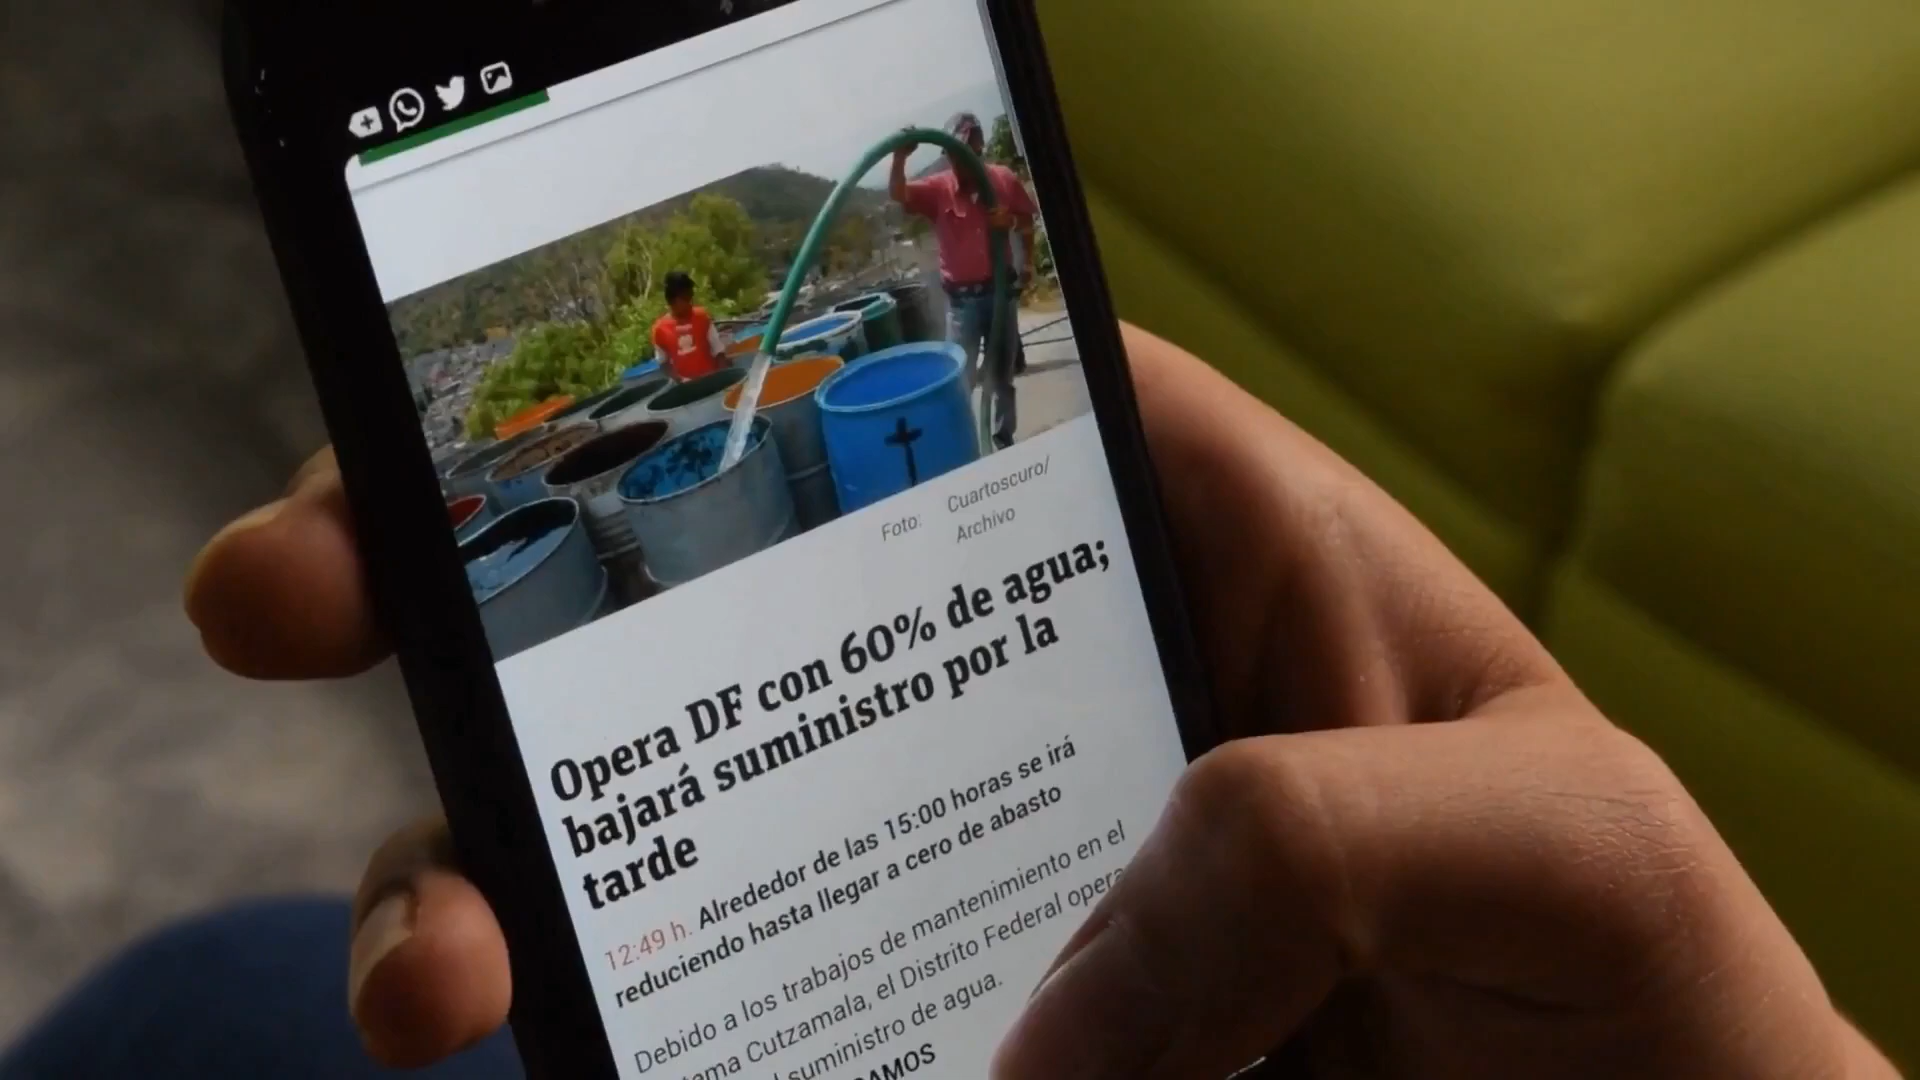 Foto: Cuartoscuro/
Archivo
Opera DF con 60% de agua;
bajará suministro por la
tarde
12:49 h. Alrededor de las 15:00 horas se irá
reduciendo hasta llegar a cero de abasto
Debido a los trabajos de mantenimiento en el
Cutzamala, el Distrito Federal opera
suministro de agua.